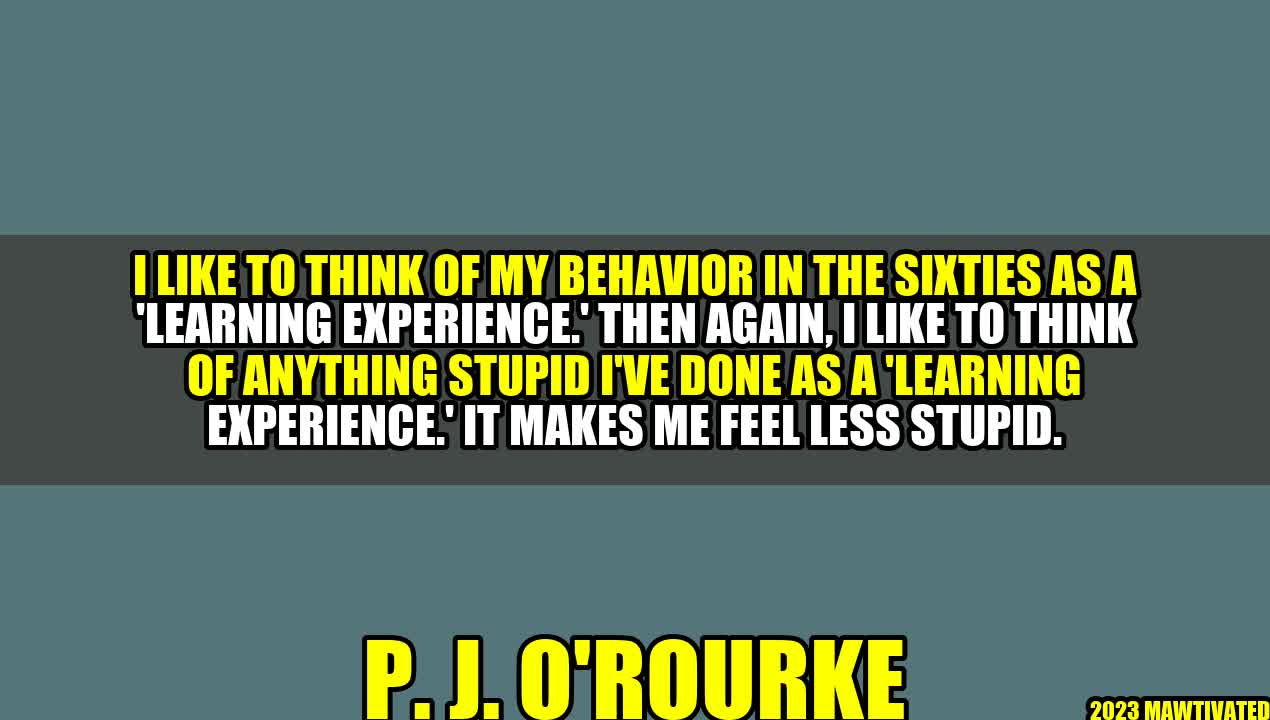 I LIKE TO THINK OF MY BEHAVIOR IN THE SIXTIES AS A
'LEARNING EXPERIENCE.' THEN AGAIN, I LIKE TO THINK
OF ANYTHING STUPID I'VE DONE AS A 'LEARNING
EXPERIENCE.' IT MAKES ME FEEL LESS STUPID.
P. J. O'ROURKE
2023 MAWTIVATED